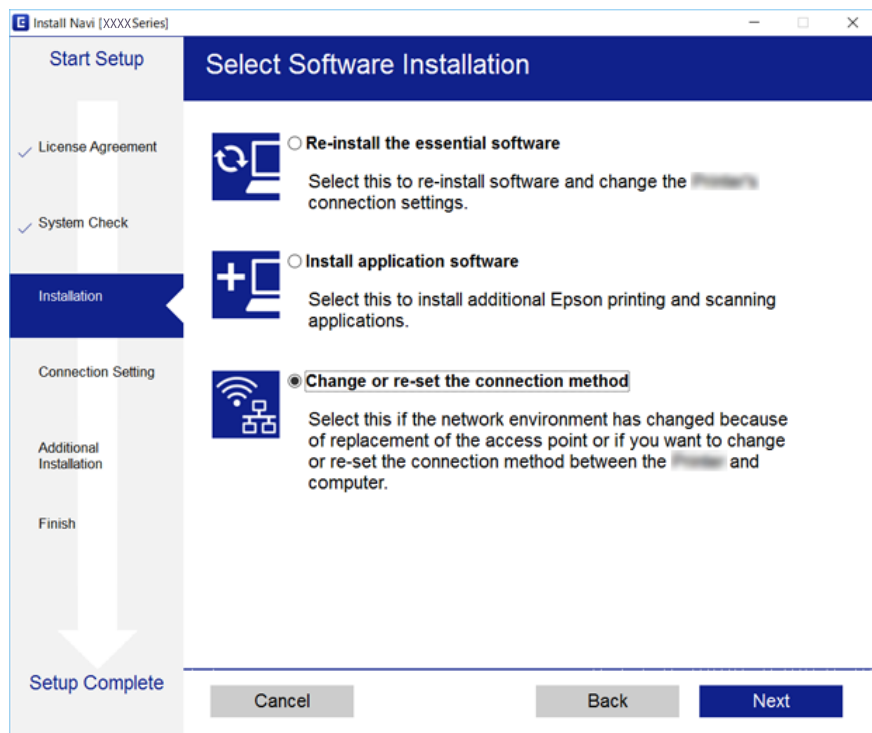 E Install Navi [XXXX Series]
Start Setup
License Agreement
System Check
Installation
Connection Setting
Additional
Installation
Finish
Setup Complete
Select Software Installation
Re-install the essential software
Select this to re-install software and change the
connection settings.
Install application software
Select this to install additional Epson printing and scanning
applications.
Change or re-set the connection method
Select this if the network environment has changed because
of replacement of the access point or if you want to change
or re-set the connection method between the and
computer.
Cancel
Back
Next